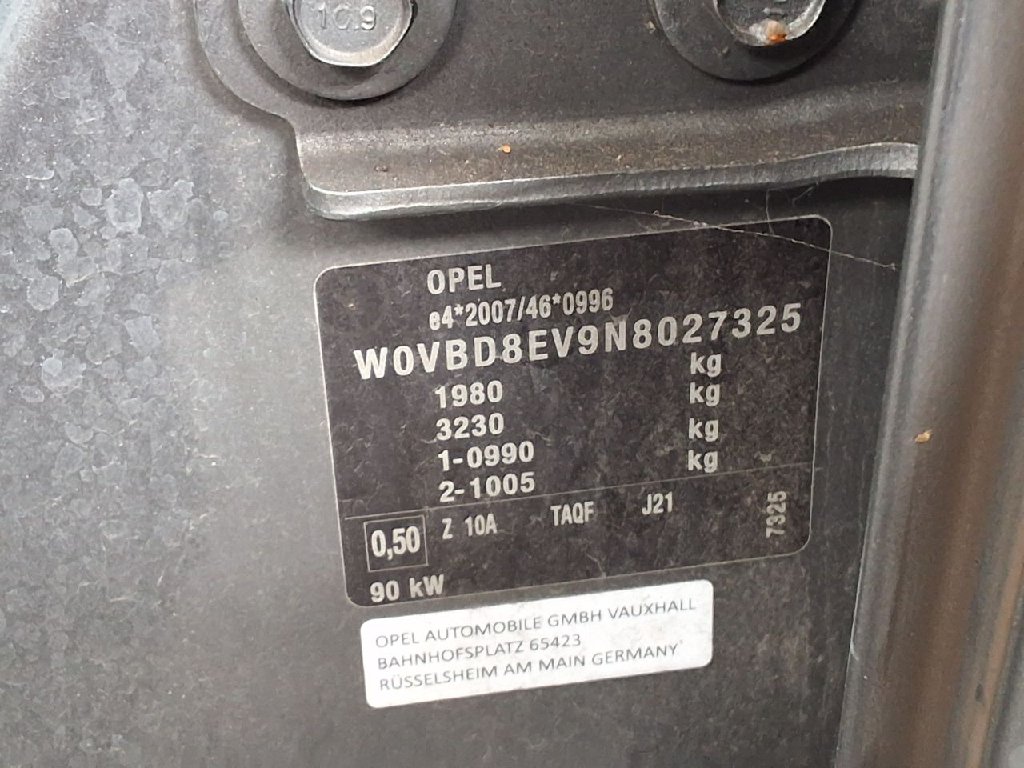 10.9
OPEL
e4*2007/46*0996
W0VBD8EV9N8027325
1980 kg
3230 kg
1-0990 kg
2-1005 kg
0,50 Z 10A TAQF J21 7325
90 kW
OPEL AUTOMOBILE GMBH VAUXHALL
BAHNHOFSPLATZ 65423
RÜSSELSHEIM AM MAIN GERMANY